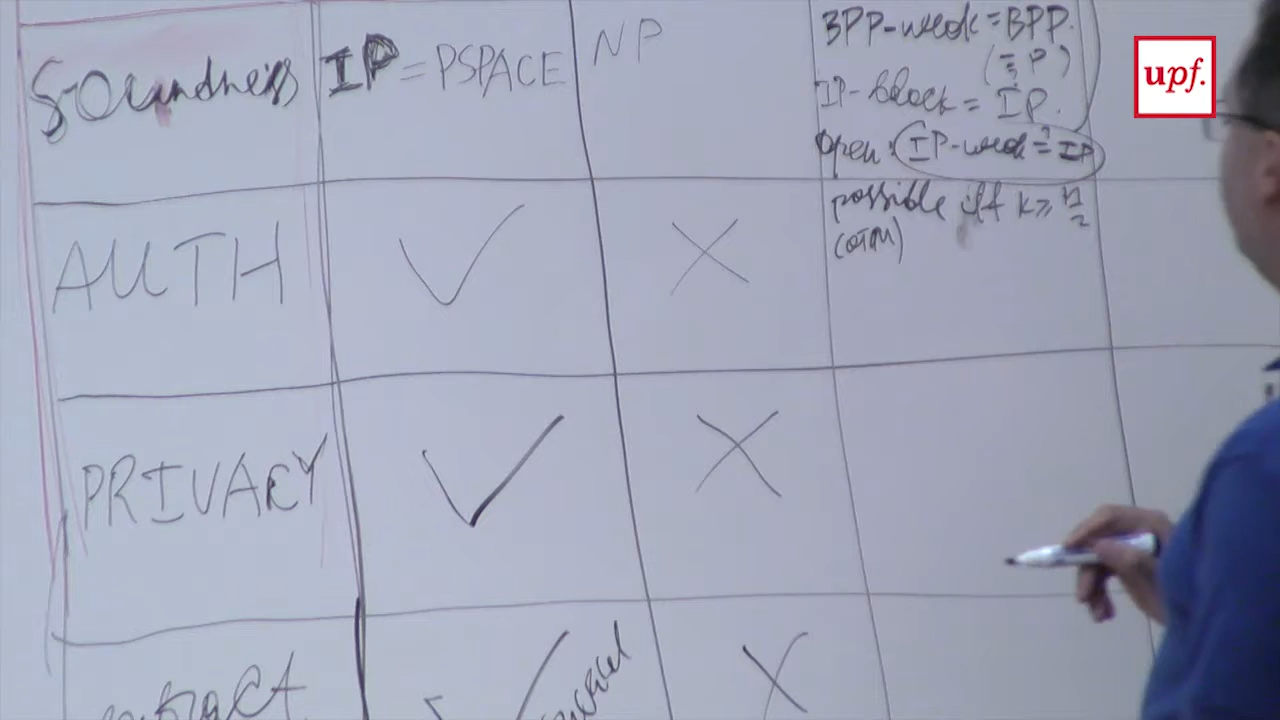 Soundness
IP = PSPACE
NP
BPP-weak = BPP.
(= P)
IP-block = IP.
open: IP-weak = IP
?
AUTH
possible iff k ≥ n/2
PRIVACY
upf.